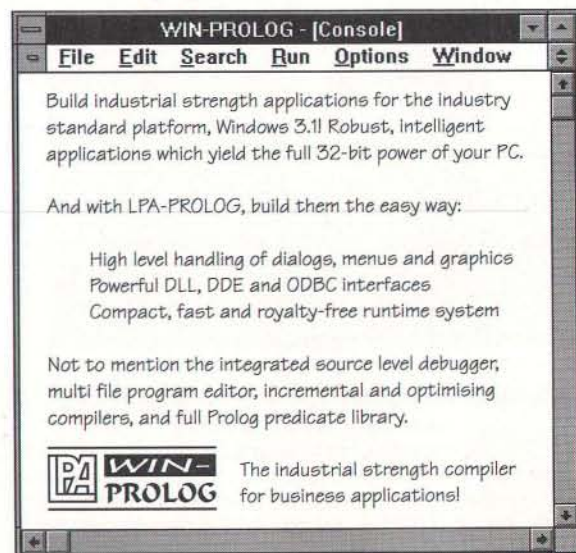 WIN-PROLOG - [Console]
File Edit Search Run Options Window
Build industrial strength applications for the industry
standard platform, Windows 3.1! Robust, intelligent
applications which yield the full 32-bit power of your PC.
And with LPA-PROLOG, build them the easy way:
High level handling of dialogs, menus and graphics
Powerful DLL, DDE and ODBC interfaces
Compact, fast and royalty-free runtime system
Not to mention the integrated source level debugger,
multi file program editor, incremental and optimising
compilers, and full Prolog predicate library.
LPA WIN-
PROLOG
The industrial strength compiler
for business applications!